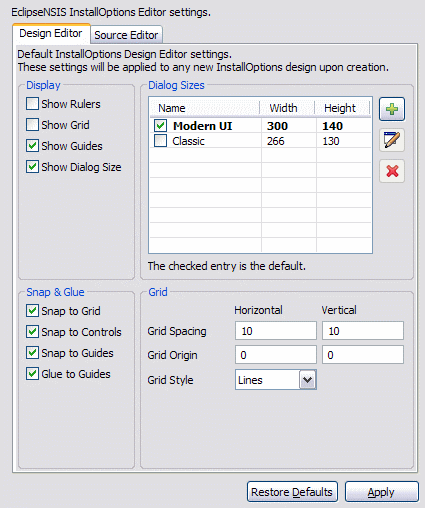 EclipseNSIS InstallOptions Editor settings.
Design Editor Source Editor
Default InstallOptions Design Editor settings.
These settings will be applied to any new InstallOptions design upon creation.
Display
Show Rulers
Show Grid
Show Guides
Show Dialog Size
Dialog Sizes
Name Width Height
Modern UI 300 140
Classic 266 130
The checked entry is the default.
Snap & Glue
Snap to Grid
Snap to Controls
Snap to Guides
Glue to Guides
Grid
Horizontal Vertical
Grid Spacing 10 10
Grid Origin 0 0
Grid Style Lines
Restore Defaults Apply